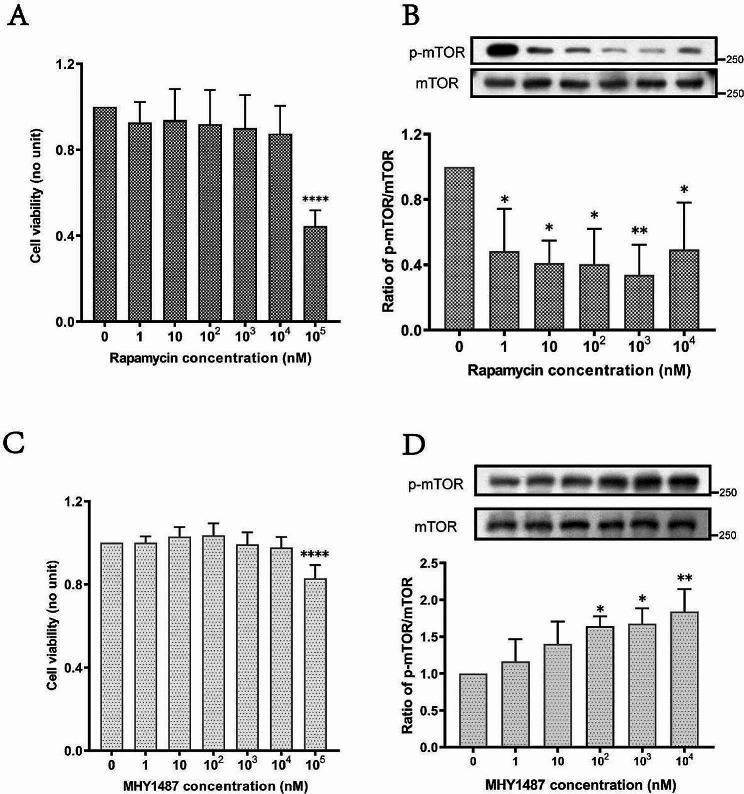 A
1.2
0.8
0.4
0.0
Cell viability (no unit)
****
0 1 10 10² 10³ 10⁴ 10⁵
Rapamycin concentration (nM)
B
p-mTOR
250
mTOR
250
1.2
0.8
0.4
0.0
Ratio of p-mTOR/mTOR
* * * ** *
0 1 10 10² 10³ 10⁴
Rapamycin concentration (nM)
C
1.2
0.8
0.4
0.0
Cell viability (no unit)
****
0 1 10 10² 10³ 10⁴ 10⁵
MHY1487 concentration (nM)
D
p-mTOR
250
mTOR
250
2.5
2.0
1.5
1.0
0.5
0.0
Ratio of p-mTOR/mTOR
* * **
0 1 10 10² 10³ 10⁴
MHY1487 concentration (nM)